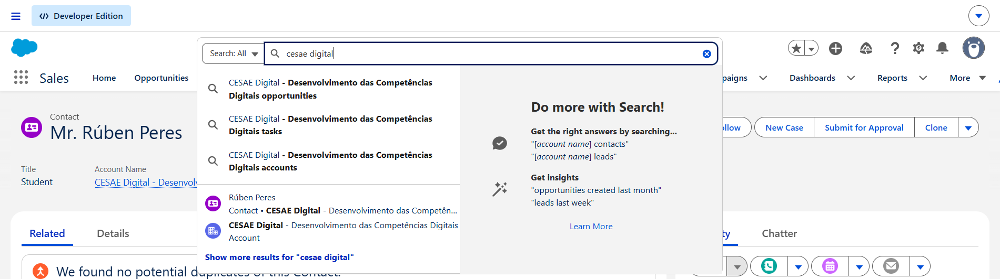 Developer Edition
Search: All
cesae digital
Sales
Home
Opportunities
CESAE Digital - Desenvolvimento das Competências
Digitais opportunities
CESAE Digital - Desenvolvimento das Competências
Digitais tasks
CESAE Digital - Desenvolvimento das Competências
Digitais accounts
Rúben Peres
Contact • CESAE Digital - Desenvolvimento das Competên...
CESAE Digital - Desenvolvimento das Competências Digitais
Account
Show more results for "cesae digital"
Do more with Search!
Get the right answers by searching...
"[account name] contacts"
"[account name] leads"
Get insights
"opportunities created last month"
"leads last week"
Learn More
Dashboards
Reports
More
Contact
Mr. Rúben Peres
New Case
Submit for Approval
Clone
Title
Student
Account Name
CESAE Digital - Desenvol
Related
Details
Chatter
We found no potential duplicates of this Contact.